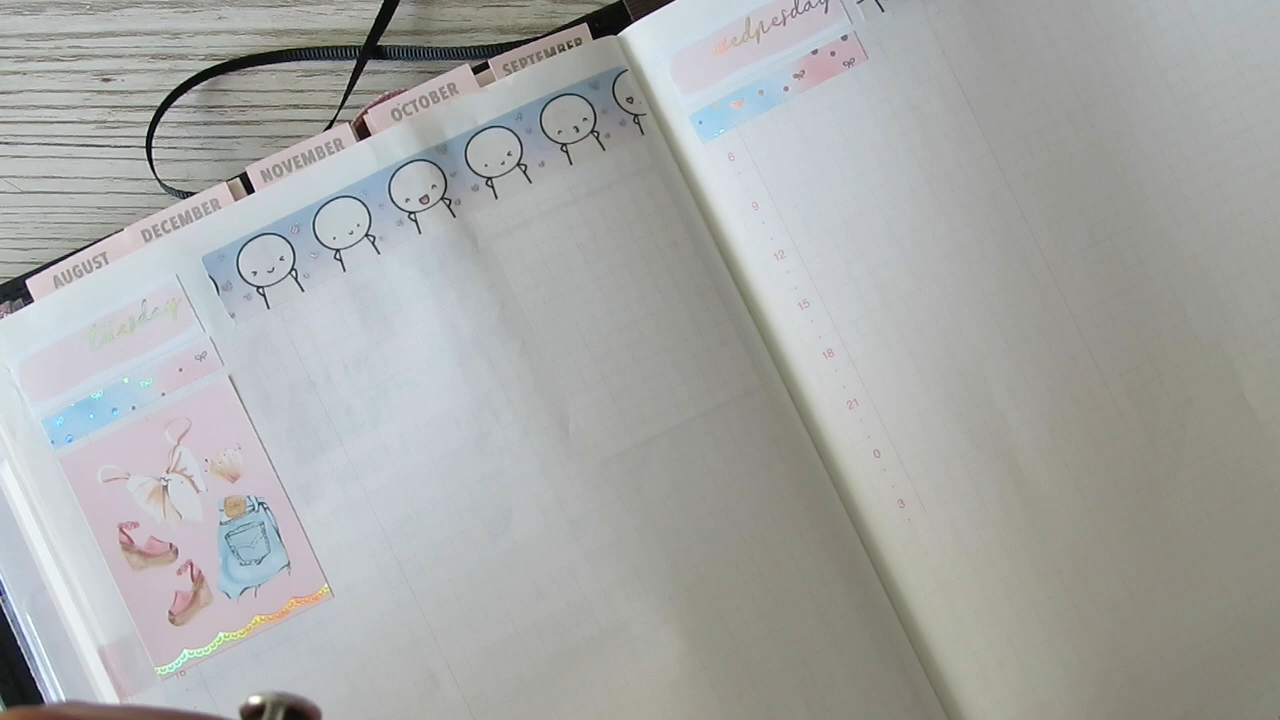 SEPTEMBER
OCTOBER
NOVEMBER
DECEMBER
AUGUST
tuesday
wednesday
6
9
12
15
18
21
0
3